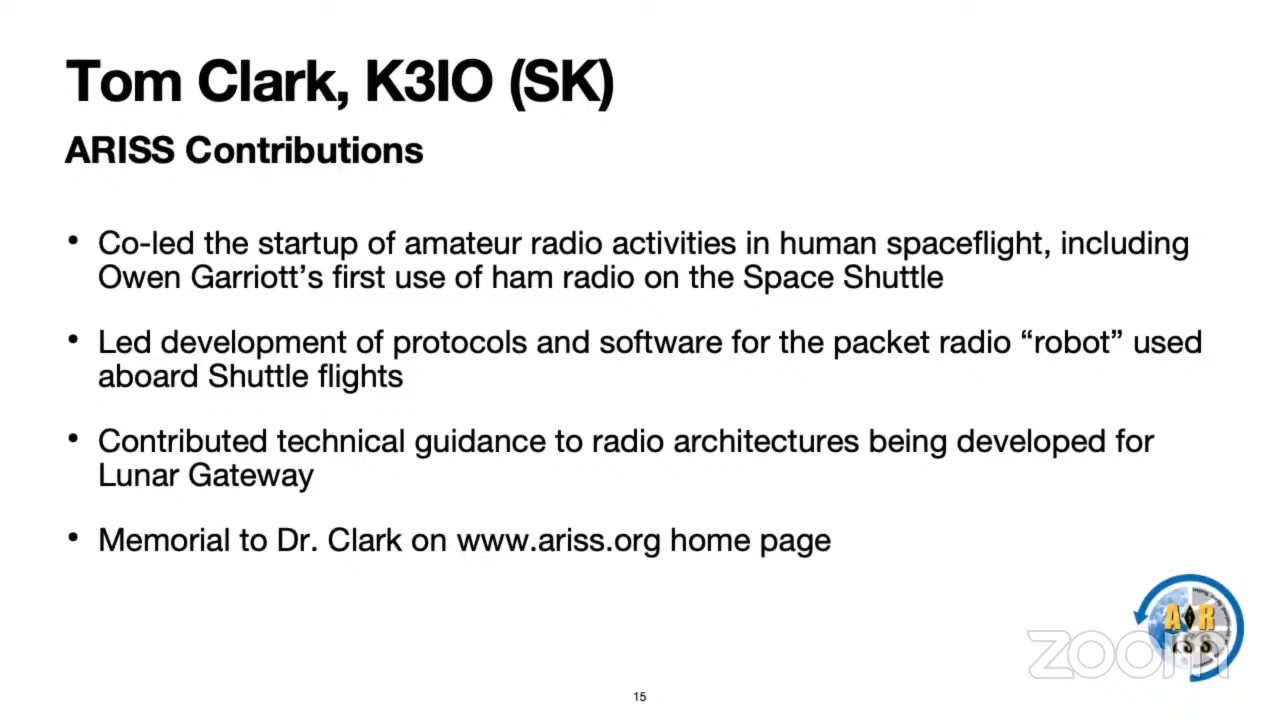 Tom Clark, K3IO (SK)
ARISS Contributions
• Co-led the startup of amateur radio activities in human spaceflight, including
Owen Garriott’s first use of ham radio on the Space Shuttle
• Led development of protocols and software for the packet radio “robot” used
aboard Shuttle flights
• Contributed technical guidance to radio architectures being developed for
Lunar Gateway
• Memorial to Dr. Clark on www.ariss.org home page
A R
ISS
zoom
15